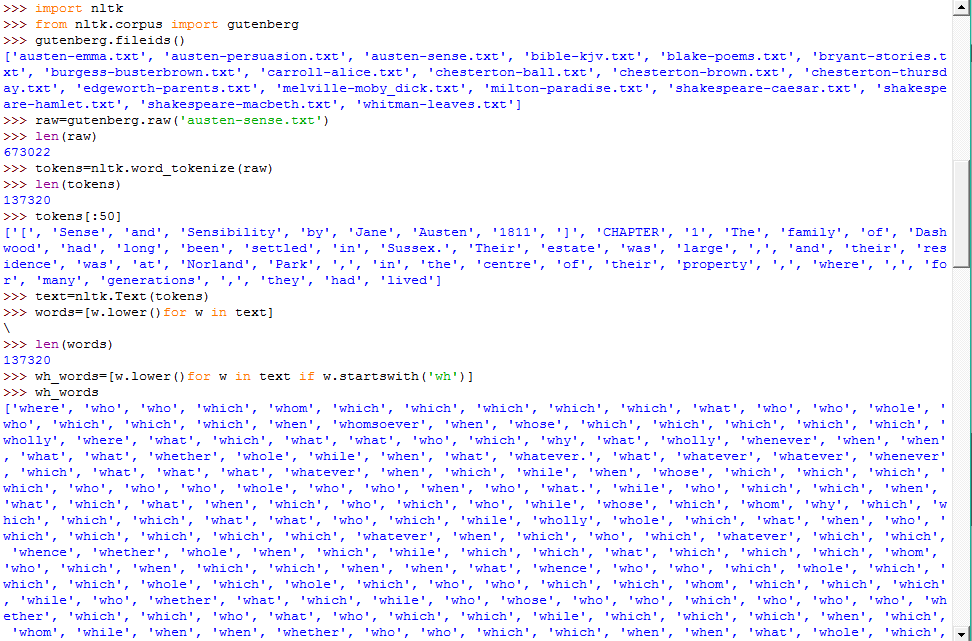 >>> import nltk
>>> from nltk.corpus import gutenberg
>>> gutenberg.fileids()
['austen-emma.txt', 'austen-persuasion.txt', 'austen-sense.txt', 'bible-kjv.txt', 'blake-poems.txt', 'bryant-stories.t
xt', 'burgess-busterbrown.txt', 'carroll-alice.txt', 'chesterton-ball.txt', 'chesterton-brown.txt', 'chesterton-thursd
ay.txt', 'edgeworth-parents.txt', 'melville-moby_dick.txt', 'milton-paradise.txt', 'shakespeare-caesar.txt', 'shakespe
are-hamlet.txt', 'shakespeare-macbeth.txt', 'whitman-leaves.txt']
>>> raw=gutenberg.raw('austen-sense.txt')
>>> len(raw)
673022
>>> tokens=nltk.word_tokenize(raw)
>>> len(tokens)
137320
>>> tokens[:50]
['[', 'Sense', 'and', 'Sensibility', 'by', 'Jane', 'Austen', '1811', ']', 'CHAPTER', '1', 'The', 'family', 'of', 'Dash
wood', 'had', 'long', 'been', 'settled', 'in', 'Sussex.', 'Their', 'estate', 'was', 'large', ',', 'and', 'their', 'res
idence', 'was', 'at', 'Norland', 'Park', ',', 'in', 'the', 'centre', 'of', 'their', 'property', ',', 'where', ',', 'fo
r', 'many', 'generations', ',', 'they', 'had', 'lived']
>>> text=nltk.Text(tokens)
>>> words=[w.lower()for w in text]
\
>>> len(words)
137320
>>> wh_words=[w.lower()for w in text if w.startswith('wh')]
>>> wh_words
['where', 'who', 'who', 'which', 'whom', 'which', 'which', 'which', 'which', 'which', 'what', 'who', 'who', 'whole', '
who', 'which', 'which', 'which', 'when', 'whomsoever', 'when', 'whose', 'which', 'which', 'which', 'which', 'which', '
wholly', 'where', 'what', 'which', 'what', 'what', 'who', 'which', 'why', 'what', 'wholly', 'whenever', 'when', 'when'
, 'what', 'what', 'whether', 'whole', 'while', 'when', 'what', 'whatever.', 'what', 'whatever', 'whatever', 'whenever'
, 'which', 'what', 'what', 'what', 'whatever', 'when', 'which', 'while', 'when', 'whose', 'which', 'which', 'which', '
which', 'who', 'who', 'who', 'whole', 'who', 'who', 'when', 'who', 'what.', 'while', 'who', 'which', 'which', 'when', 
'what', 'which', 'what', 'when', 'which', 'who', 'which', 'who', 'while', 'whose', 'which', 'whom', 'why', 'which', 'w
hich', 'which', 'which', 'what', 'what', 'who', 'which', 'while', 'wholly', 'whole', 'which', 'what', 'when', 'who', '
which', 'which', 'which', 'which', 'which', 'whatever', 'when', 'which', 'who', 'which', 'whatever', 'which', 'which',
 'whence', 'whether', 'whole', 'when', 'which', 'while', 'which', 'which', 'what', 'which', 'which', 'which', 'whom', 
'who', 'which', 'when', 'which', 'which', 'when', 'when', 'what', 'whence', 'who', 'who', 'which', 'whole', 'which', '
which', 'which', 'which', 'whole', 'which', 'whole', 'which', 'who', 'who', 'which', 'which', 'whom', 'which', 'which'
, 'while', 'who', 'whether', 'what', 'which', 'while', 'who', 'whose', 'who', 'who', 'which', 'who', 'who', 'who', 'wh
ether', 'which', 'which', 'who', 'what', 'which', 'which', 'while', 'which', 'which', 'which', 'which', 'when', 'which',
 'whom', 'while', 'when', 'when', 'whether', 'who', 'who', 'which', 'which', 'when', 'when', 'what', 'whole', 'which',